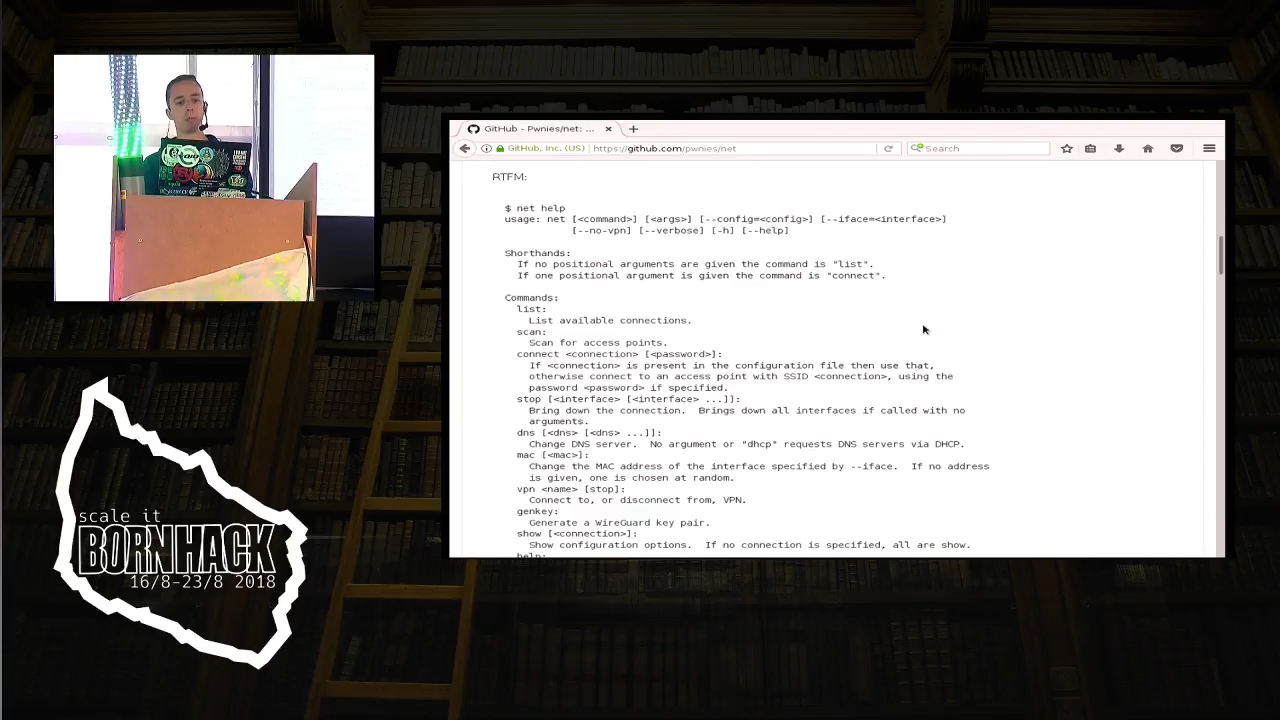 GitHub - Pwnies/net: ...
GitHub, Inc. (US)
https://github.com/pwnies/net
Search
RTFM:
$ net help
usage: net [<command>] [<args>] [--config=<config>] [--iface=<interface>]
[--no-vpn] [--verbose] [-h] [--help]
Shorthands:
If no positional arguments are given the command is "list".
If one positional argument is given the command is "connect".
Commands:
list:
List available connections.
scan:
Scan for access points.
connect <connection> [<password>]:
If <connection> is present in the configuration file then use that,
otherwise connect to an access point with SSID <connection>, using the
password <password> if specified.
stop [<interface> [<interface> ...]]:
Bring down the connection.  Brings down all interfaces if called with no
arguments.
dns [<dns> [<dns> ...]]:
Change DNS server.  No argument or "dhcp" requests DNS servers via DHCP.
mac [<mac>]:
Change the MAC address of the interface specified by --iface.  If no address
is given, one is chosen at random.
vpn <name> [stop]:
Connect to, or disconnect from, VPN.
genkey:
Generate a WireGuard key pair.
show [<connection>]:
Show configuration options.  If no connection is specified, all are show.
help:
scale it
BORNHACK
16/8-23/8 2018